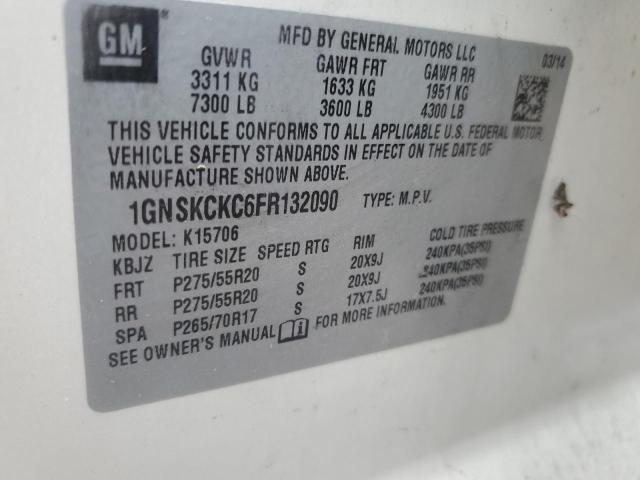 GM
MFD BY GENERAL MOTORS LLC
03/14
GVWR GAWR FRT GAWR RR
3311 KG 1633 KG 1951 KG
7300 LB 3600 LB 4300 LB
THIS VEHICLE CONFORMS TO ALL APPLICABLE U.S. FEDERAL MOTOR
VEHICLE SAFETY STANDARDS IN EFFECT ON THE DATE OF
MANUFACTURE SHOWN ABOVE.
1GNSKCKC6FR132090 TYPE: M.P.V.
MODEL: K15706
KBJZ TIRE SIZE SPEED RTG RIM COLD TIRE PRESSURE
FRT P275/55R20 S 20X9J 240KPA(35PSI)
RR P275/55R20 S 20X9J 240KPA(35PSI)
SPA P265/70R17 S 17X7.5J 240KPA(35PSI)
SEE OWNER'S MANUAL FOR MORE INFORMATION.